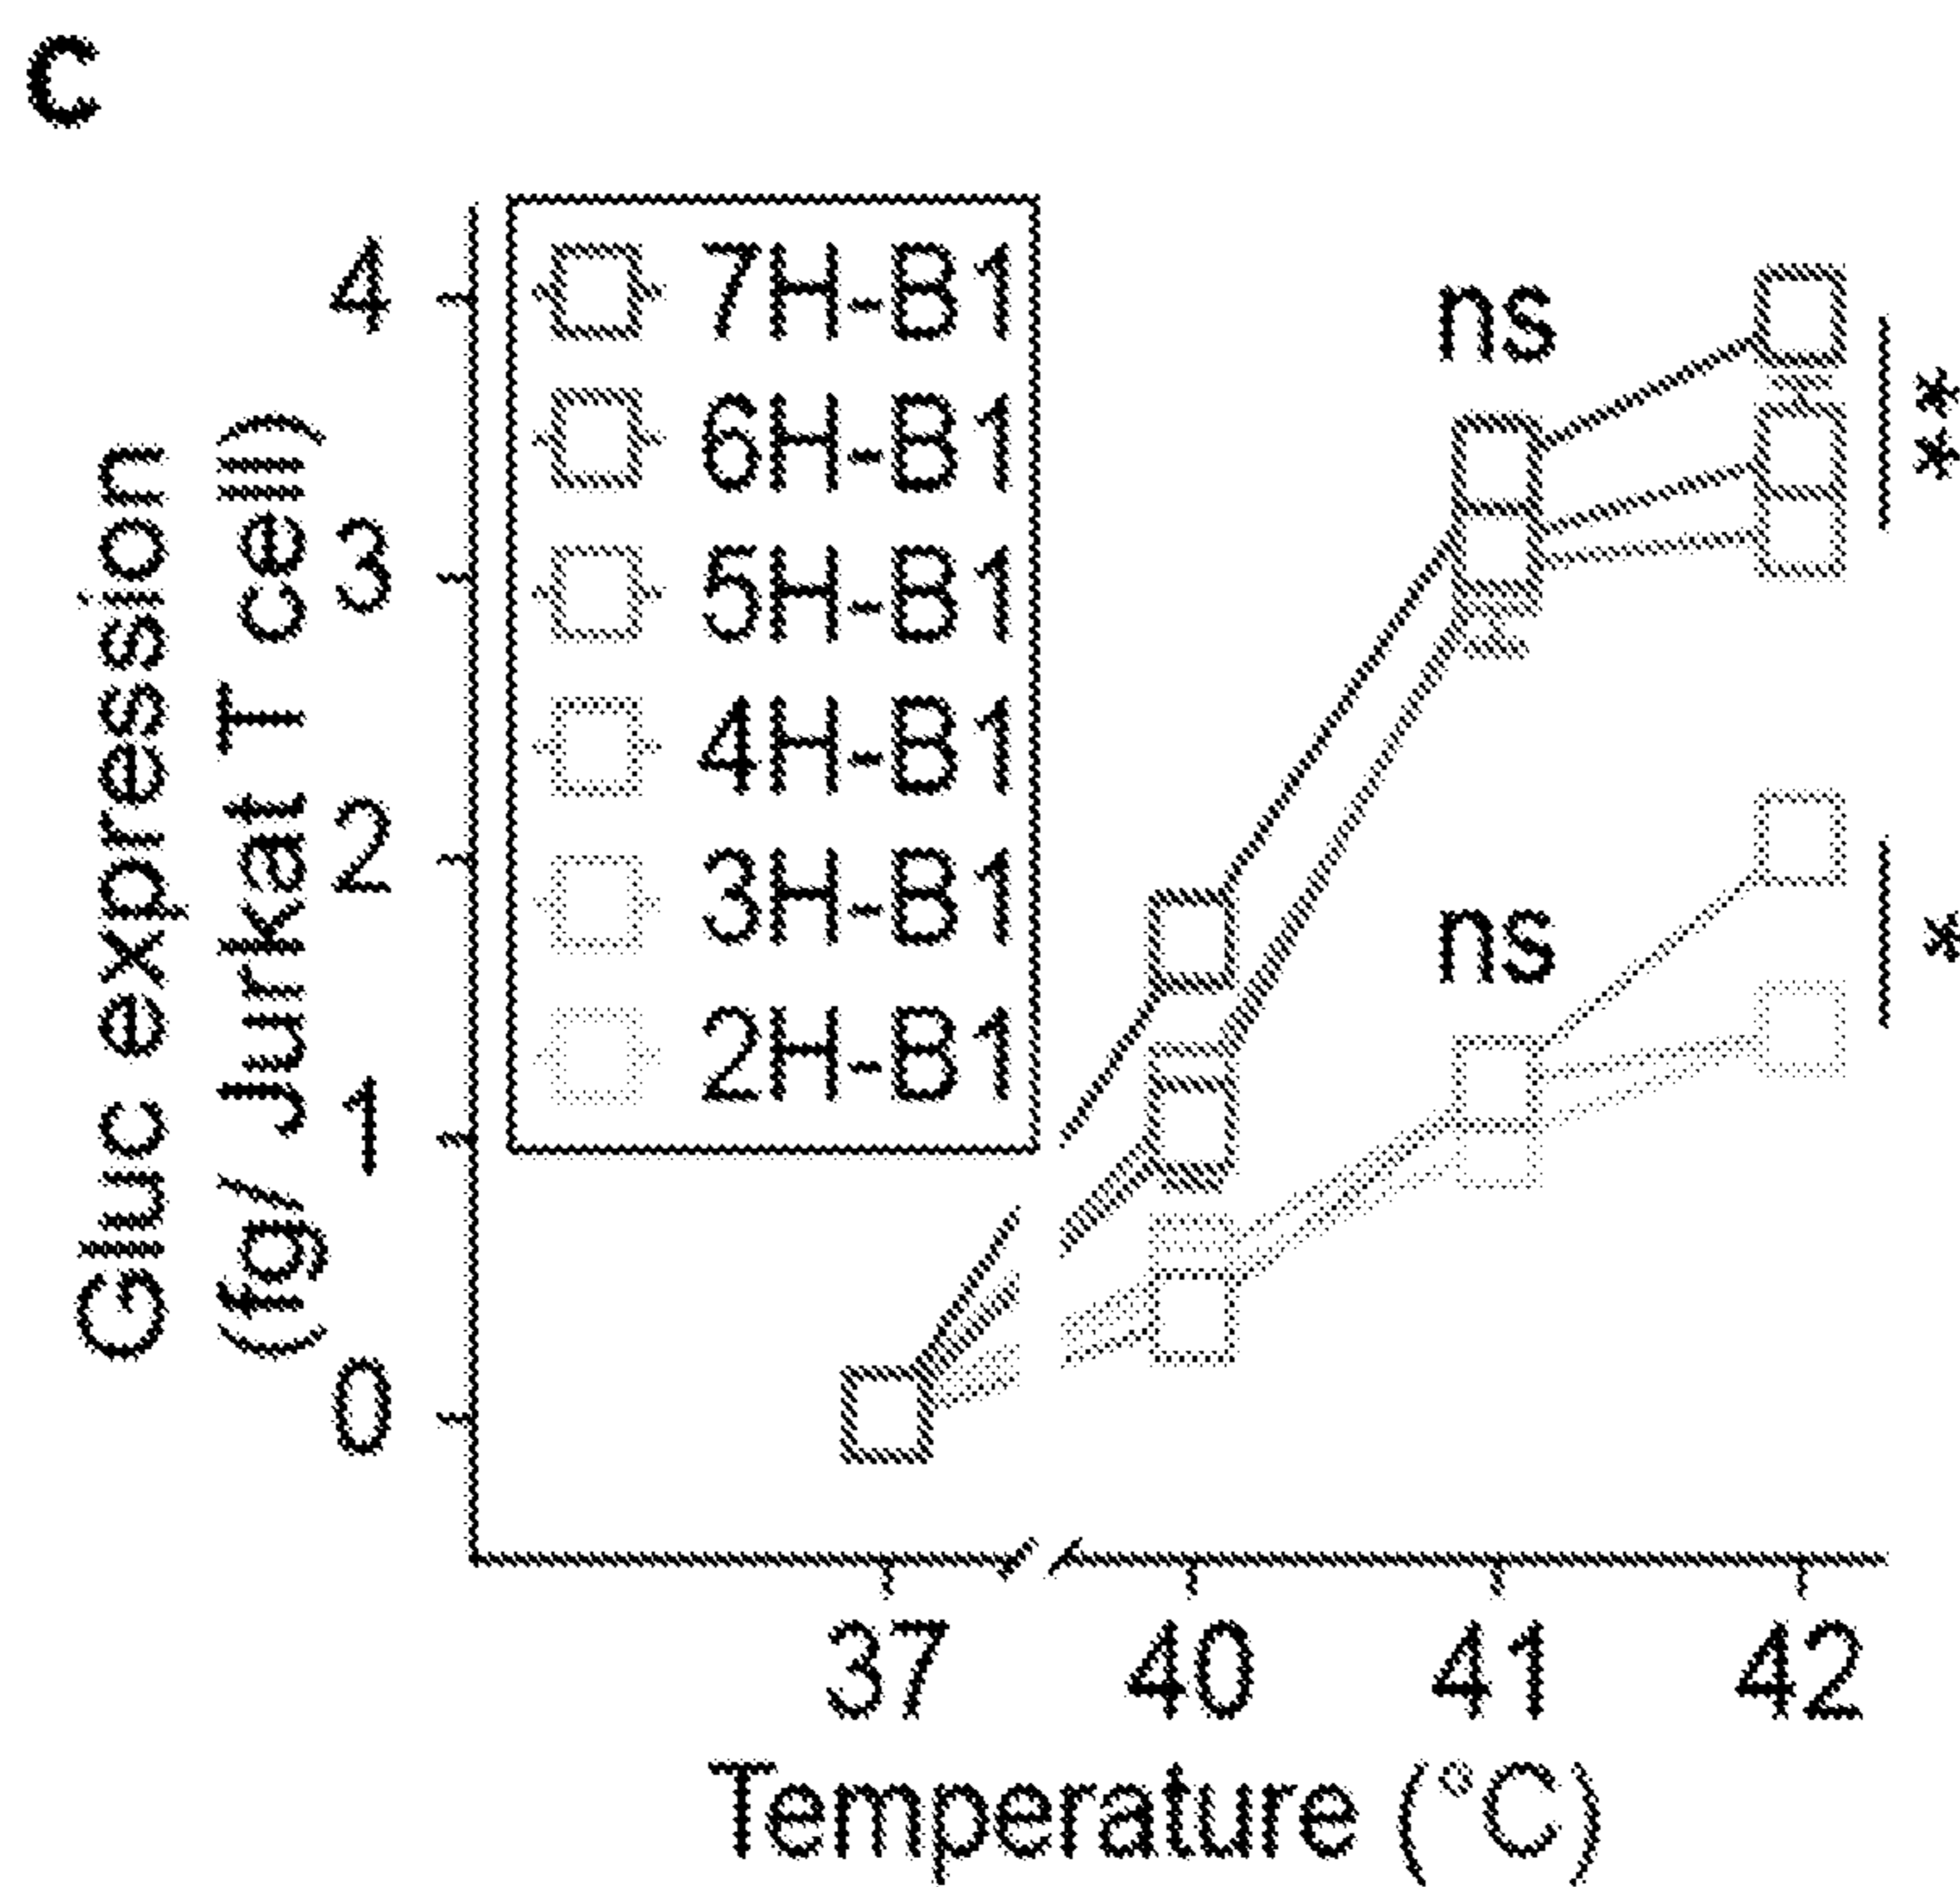 C
Gluc expression
(fg/ Jurkat T cell)
4
3
2
1
0
7H-B1
6H-B1
5H-B1
4H-B1
3H-B1
2H-B1
ns
**
ns
*
37 40 41 42
Temperature (°C)